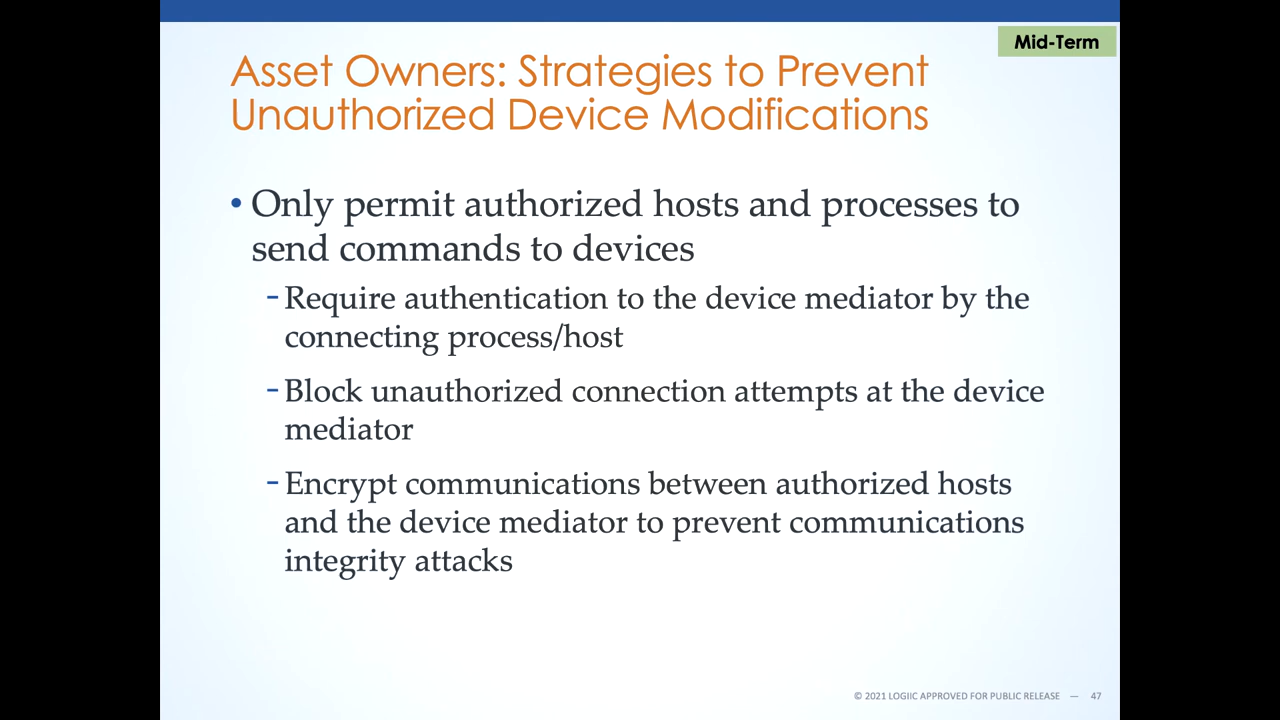 Mid-Term
Asset Owners: Strategies to Prevent
Unauthorized Device Modifications
• Only permit authorized hosts and processes to
send commands to devices
- Require authentication to the device mediator by the
connecting process/host
- Block unauthorized connection attempts at the device
mediator
- Encrypt communications between authorized hosts
and the device mediator to prevent communications
integrity attacks
© 2021 LOGIIC APPROVED FOR PUBLIC RELEASE — 47